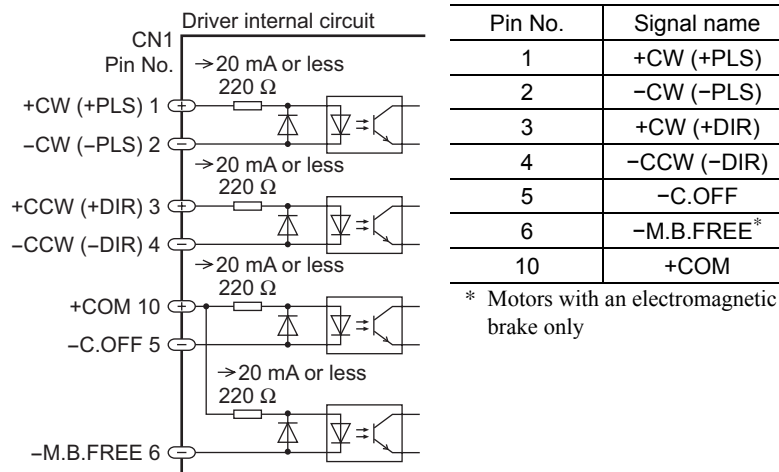 Driver internal circuit
CN1
Pin No.
→20 mA or less
220 Ω
+CW (+PLS) 1
−CW (−PLS) 2
→20 mA or less
220 Ω
+CCW (+DIR) 3
−CCW (−DIR) 4
→20 mA or less
220 Ω
+COM 10
−C.OFF 5
→20 mA or less
220 Ω
−M.B.FREE 6
Pin No. Signal name
1 +CW (+PLS)
2 −CW (−PLS)
3 +CW (+DIR)
4 −CCW (−DIR)
5 −C.OFF
6 −M.B.FREE*
10 +COM
* Motors with an electromagnetic
brake only